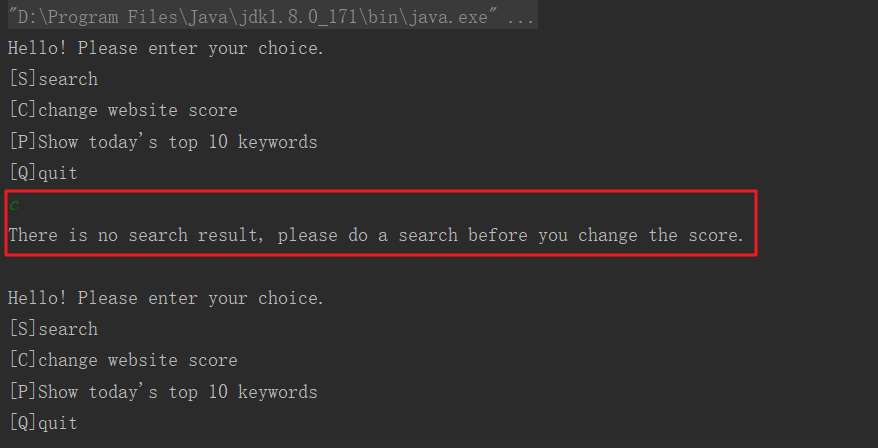 "D:\Program Files\Java\jdk1.8.0_171\bin\java.exe" ...
Hello! Please enter your choice.
[S]search
[C]change website score
[P]Show today's top 10 keywords
[Q]quit
c
There is no search result, please do a search before you change the score.
Hello! Please enter your choice.
[S]search
[C]change website score
[P]Show today's top 10 keywords
[Q]quit